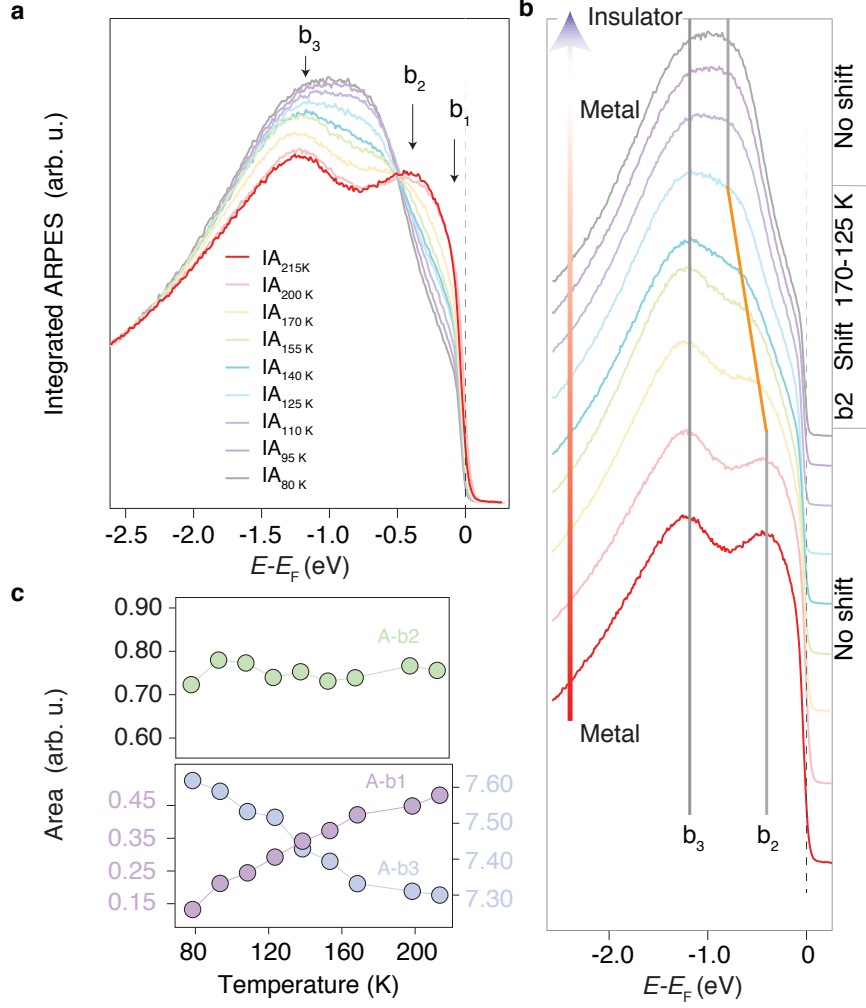 a
b₃
b₂
b₁
Integrated ARPES (arb. u.)
IA215K
IA200 K
IA170 K
IA155 K
IA140 K
IA125 K
IA110 K
IA95 K
IA80 K
-2.5 -2.0 -1.5 -1.0 -0.5 0
E-EF (eV)
b
Insulator
Metal
Metal
b₃ b₂
No shift
b2 Shift 170-125 K
No shift
-2.0 -1.0 0
E-EF (eV)
c
Area (arb. u.)
0.90
0.80
0.70
0.60
A-b2
0.45
0.35
0.25
0.15
A-b1
A-b3
7.60
7.50
7.40
7.30
80 120 160 200
Temperature (K)